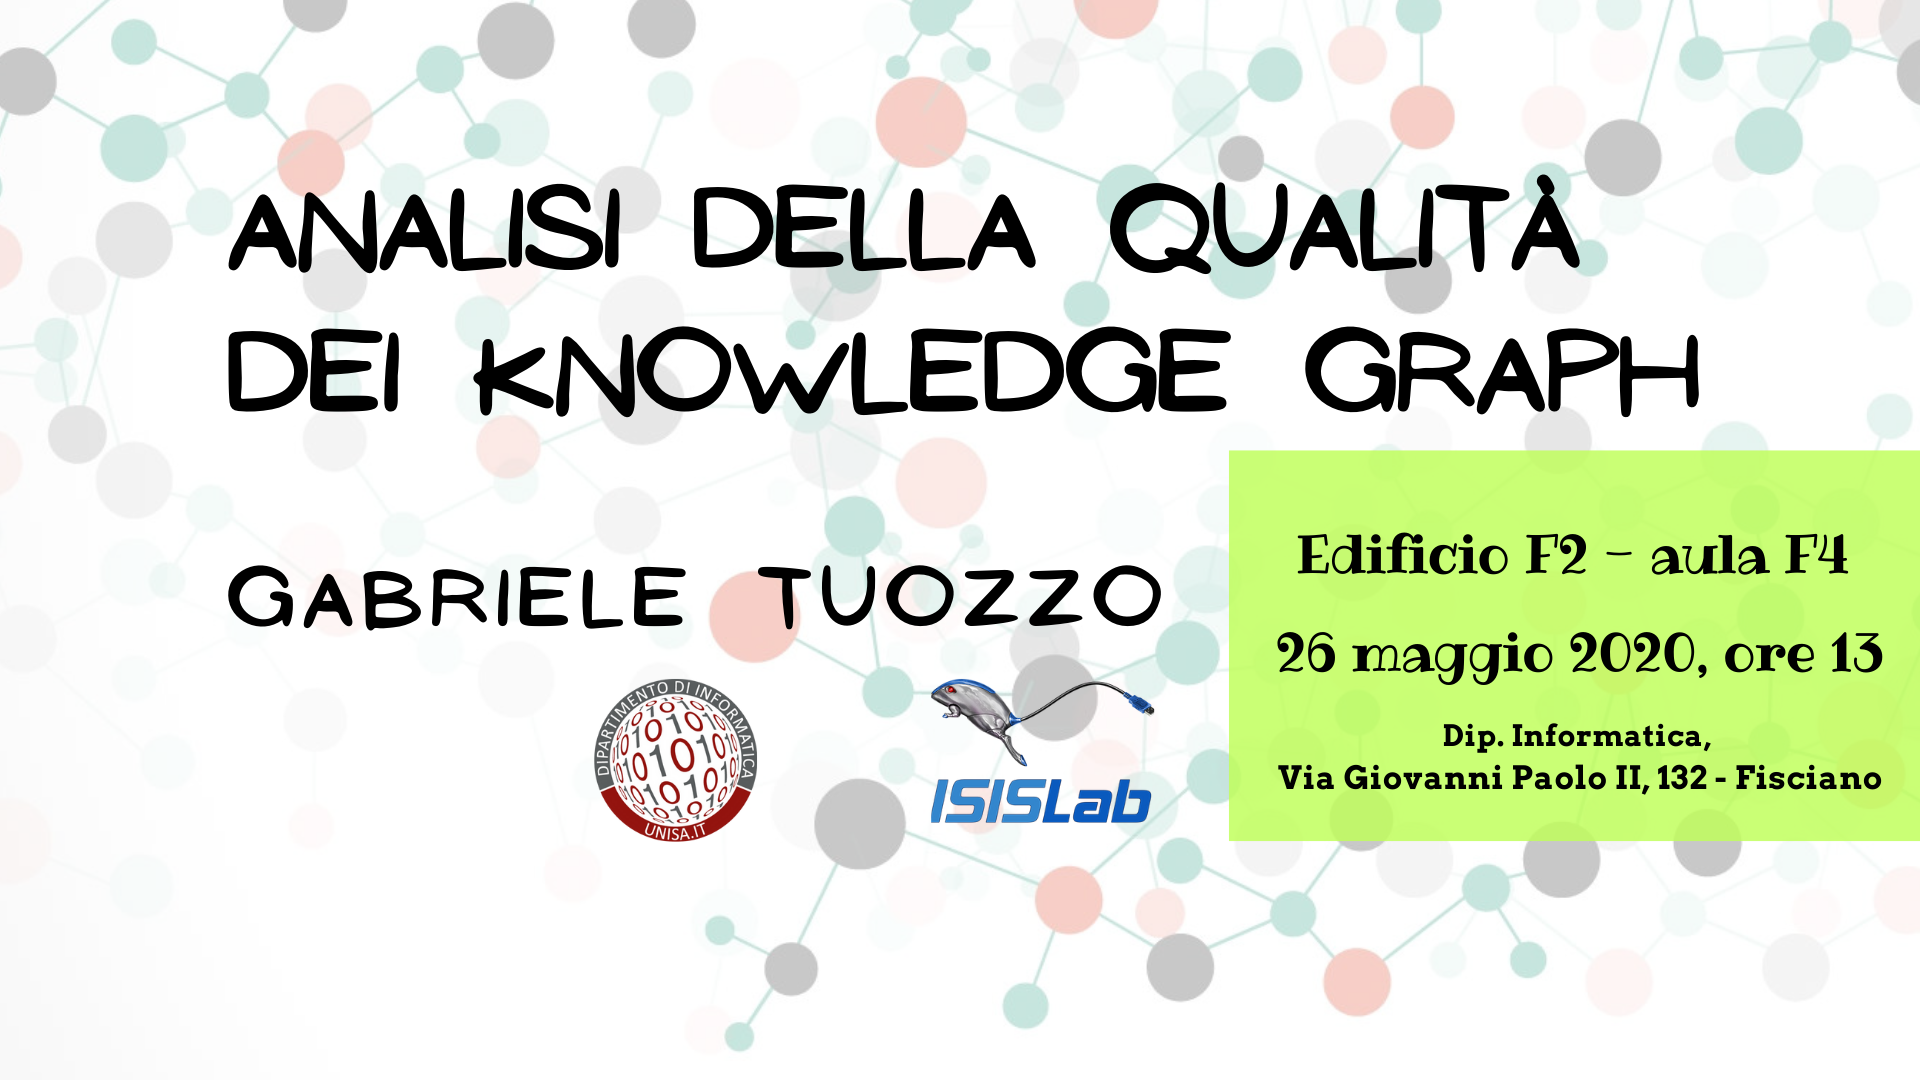 ANALISI DELLA QUALITÀ
DEI KNOWLEDGE GRAPH
GABRIELE TUOZZO
Edificio F2 - aula F4
26 maggio 2020, ore 13
Dip. Informatica,
Via Giovanni Paolo II, 132 - Fisciano
DIPARTIMENTO DI INFORMATICA
UNISA.IT
ISISLab